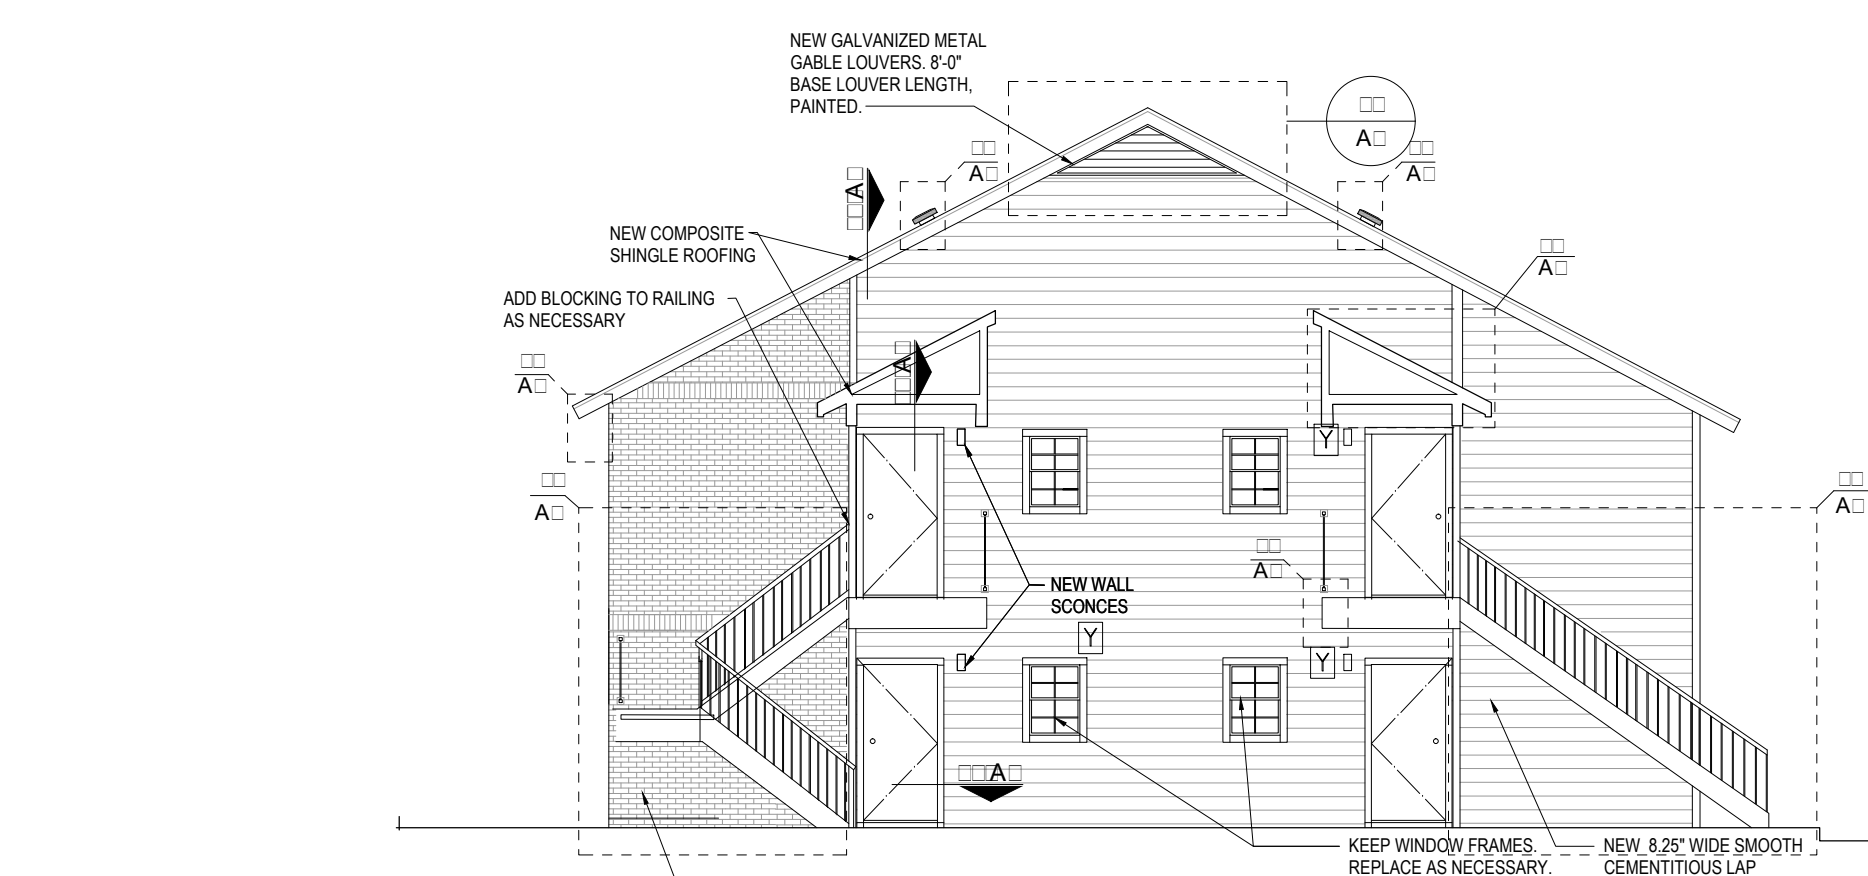 NEW GALVANIZED METAL
GABLE LOUVERS. 8'-0"
BASE LOUVER LENGTH,
PAINTED.
A
A
A
A
NEW COMPOSITE
SHINGLE ROOFING
A
ADD BLOCKING TO RAILING
AS NECESSARY
A
A
Y
A
A
A
NEW WALL
SCONCES
Y
Y
A
KEEP WINDOW FRAMES.
REPLACE AS NECESSARY.
NEW 8.25" WIDE SMOOTH
CEMENTITIOUS LAP